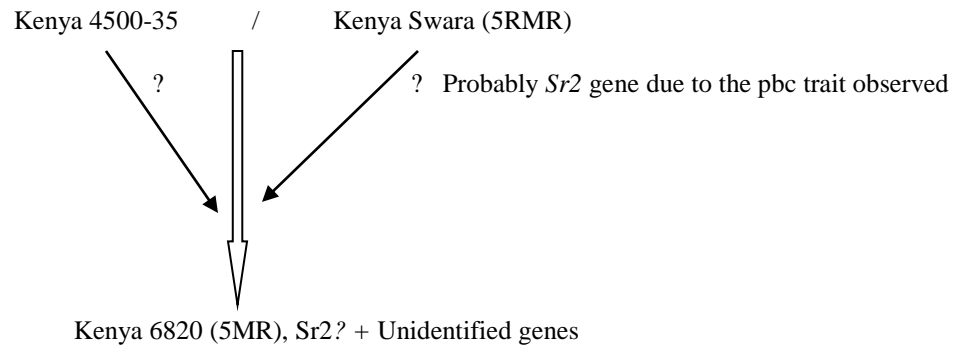 Kenya 4500-35 / Kenya Swara (5RMR)
? ? Probably Sr2 gene due to the pbc trait observed
Kenya 6820 (5MR), Sr2? + Unidentified genes